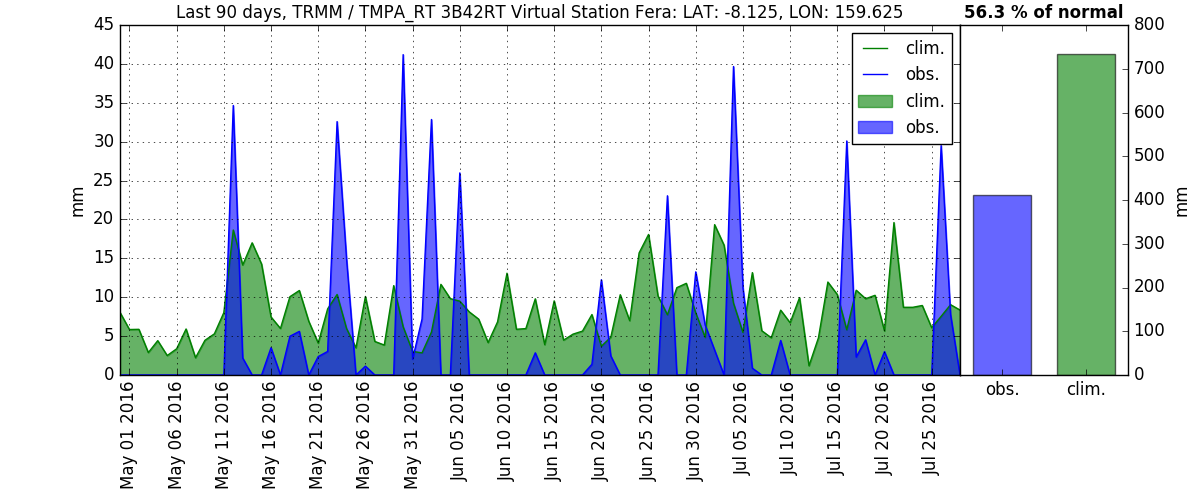 Last 90 days, TRMM / TMPA_RT 3B42RT Virtual Station Fera: LAT: -8.125, LON: 159.625
56.3 % of normal
45
40
35
30
25
20
15
10
5
0
mm
clim.
obs.
clim.
obs.
800
700
600
500
400
300
200
100
0
mm
May 01 2016
May 06 2016
May 11 2016
May 16 2016
May 21 2016
May 26 2016
May 31 2016
Jun 05 2016
Jun 10 2016
Jun 15 2016
Jun 20 2016
Jun 25 2016
Jun 30 2016
Jul 05 2016
Jul 10 2016
Jul 15 2016
Jul 20 2016
Jul 25 2016
obs.
clim.